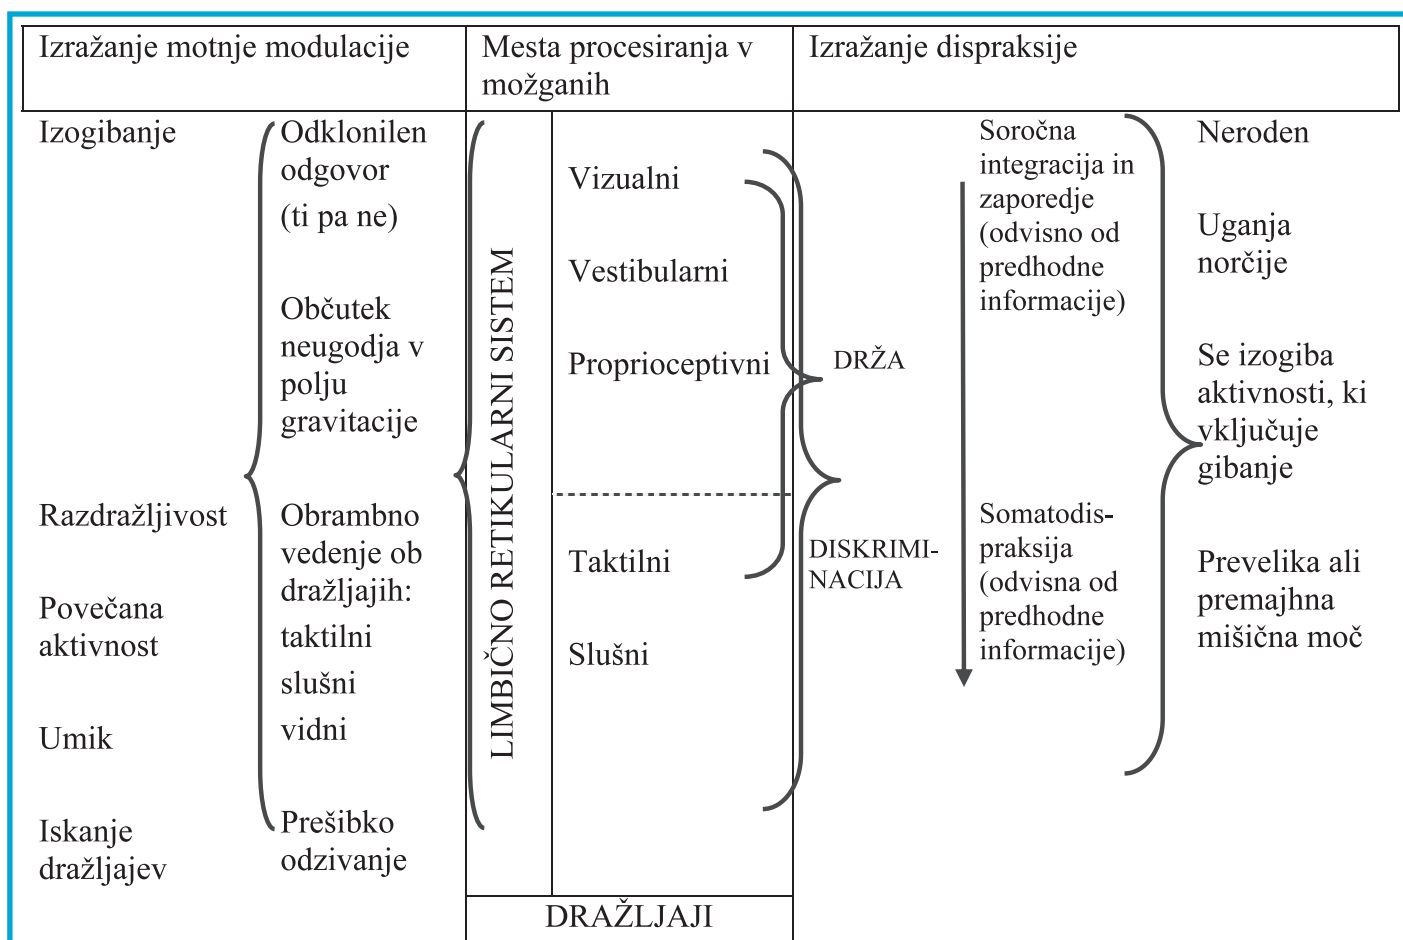 Izražanje motnje modulacije
Mesta procesiranja v
možganih
Izražanje dispraksije
Izogibanje
Razdražljivost
Povečana
aktivnost
Umik
Iskanje
dražljajev
Odklonilen
odgovor
(ti pa ne)
Občutek
neugodja v
polju
gravitacije
Obrambno
vedenje ob
dražljajih:
taktilni
slušni
vidni
Prešibko
odzivanje
LIMBIČNO RETIKULARNI SISTEM
Vizualni
Vestibularni
Proprioceptivni
Taktilni
Slušni
DRAŽLJAJI
DRŽA
DISKRIMI-
NACIJA
Soročna
integracija in
zaporedje
(odvisno od
predhodne
informacije)
Somatodis-
praksija
(odvisna od
predhodne
informacije)
Neroden
Uganja
norčije
Se izogiba
aktivnosti, ki
vključuje
gibanje
Prevelika ali
premajhna
mišična moč